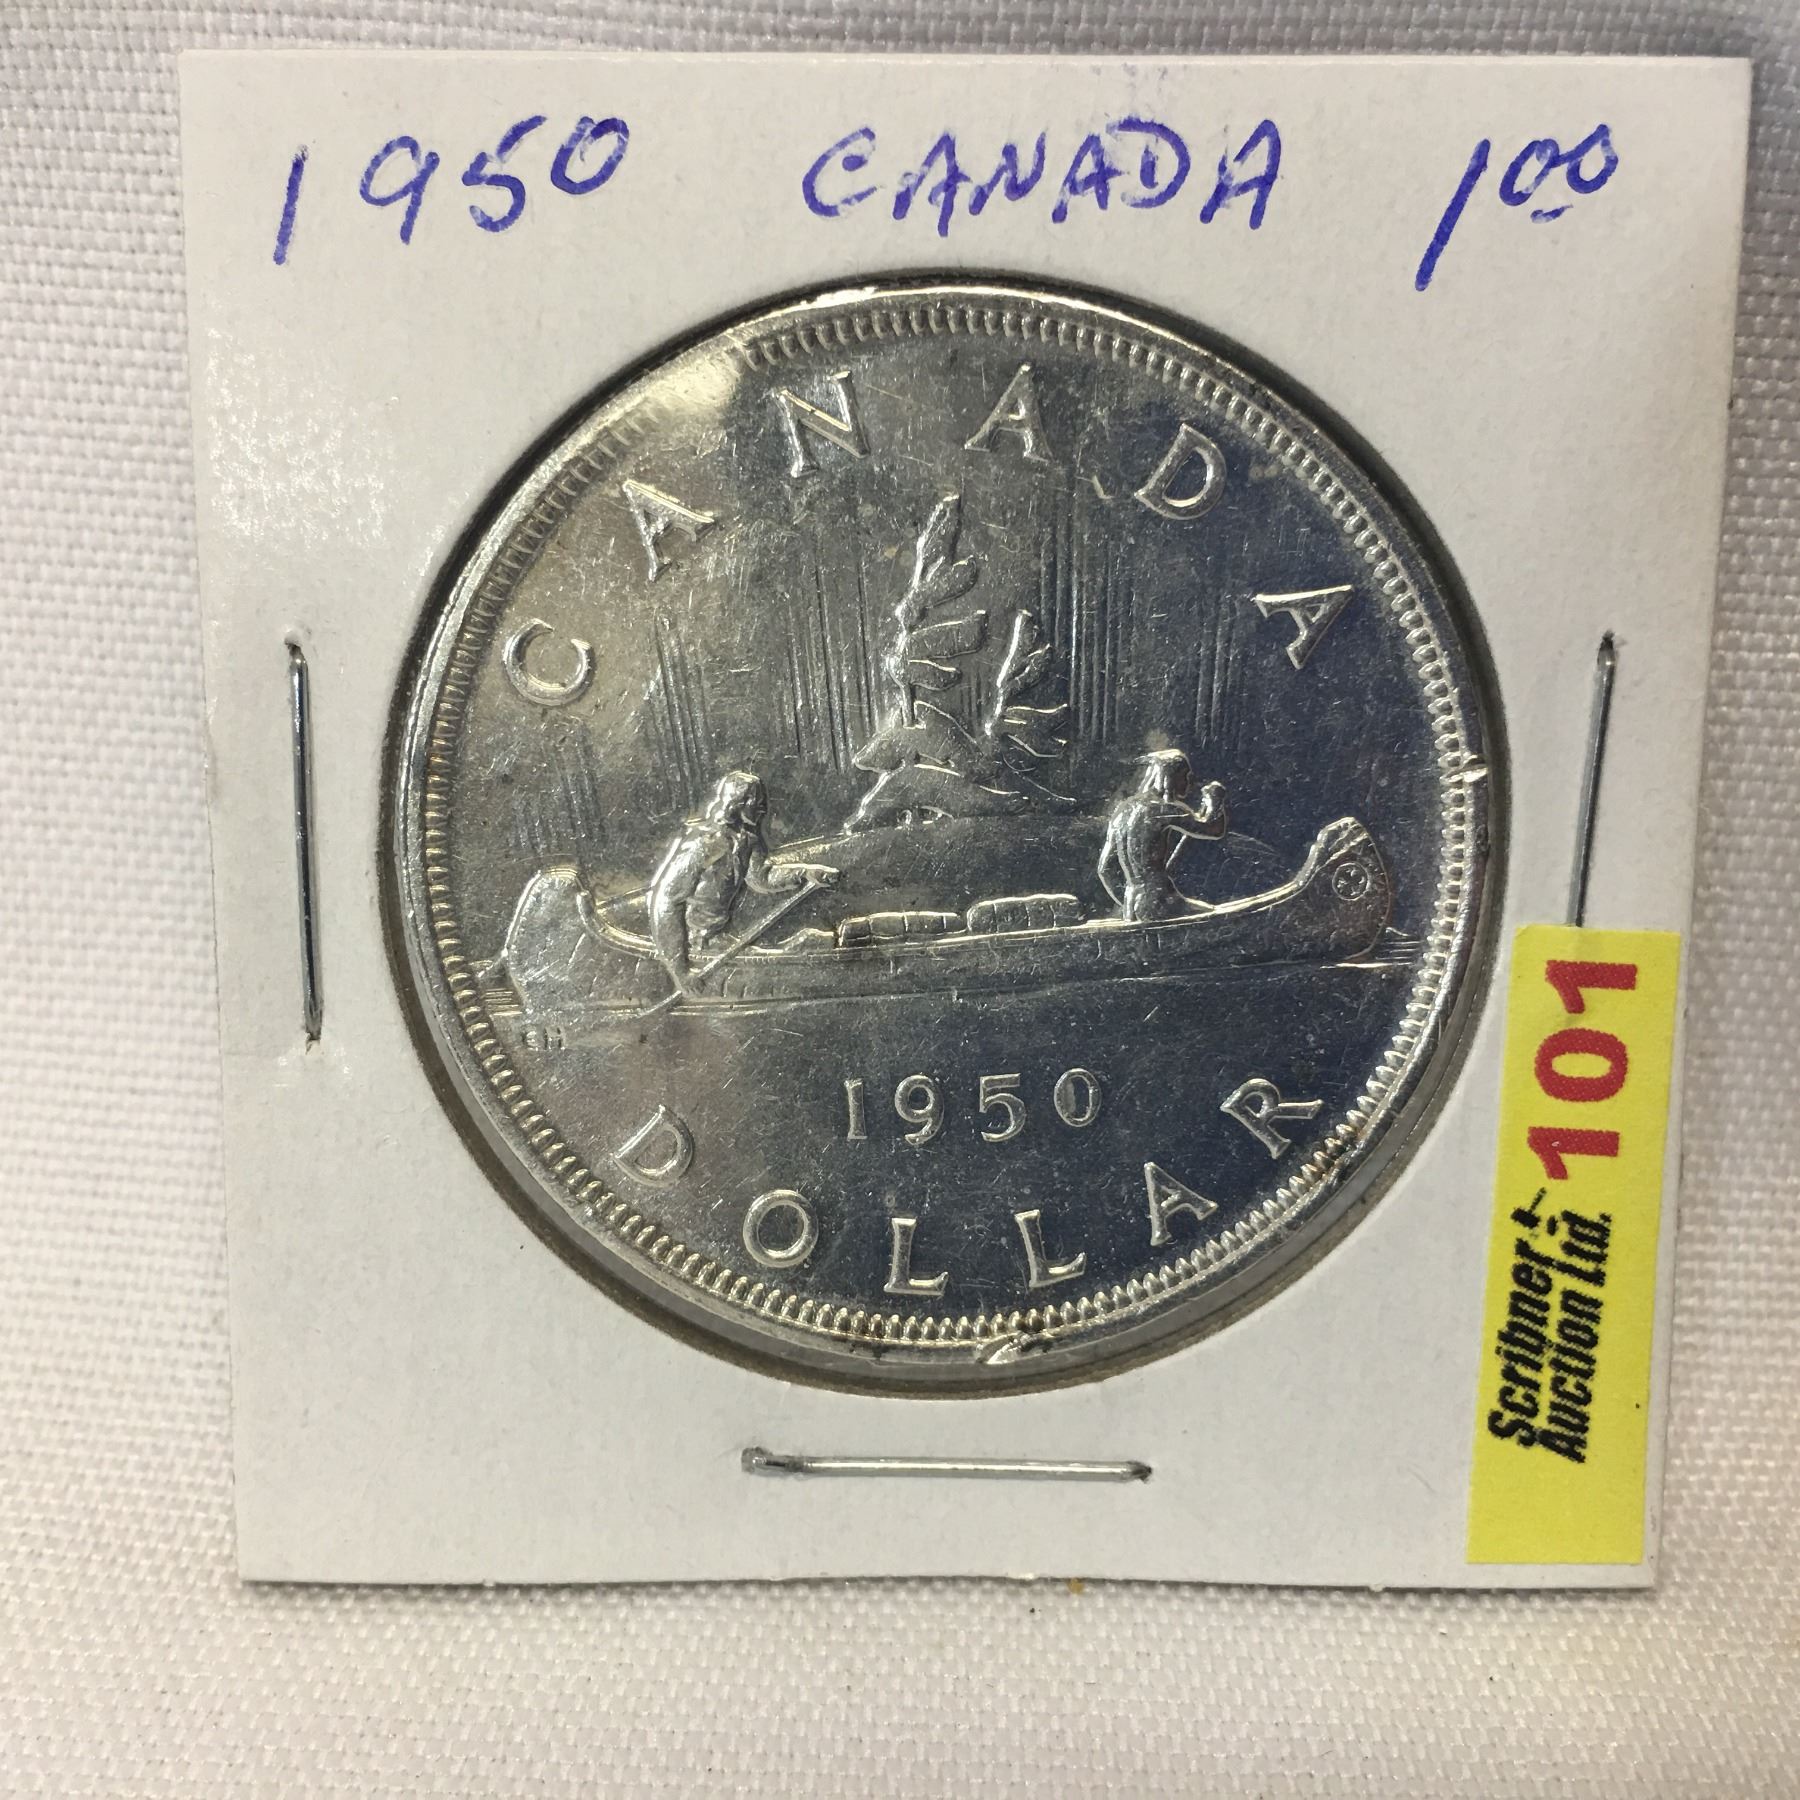 1950 CANADA 1.00
CANADA
EH
1950
DOLLAR
101
Scribner
Auction Ltd.